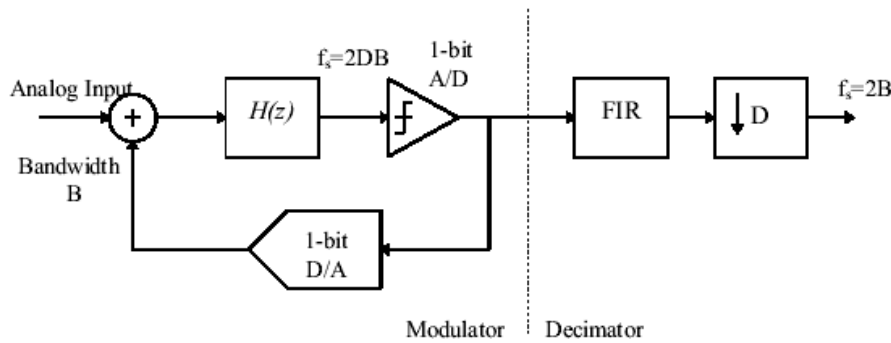 Analog Input
+
Bandwidth
B
H(z)
fs=2DB
1-bit
A/D
1-bit
D/A
FIR
D
fs=2B
Modulator
Decimator